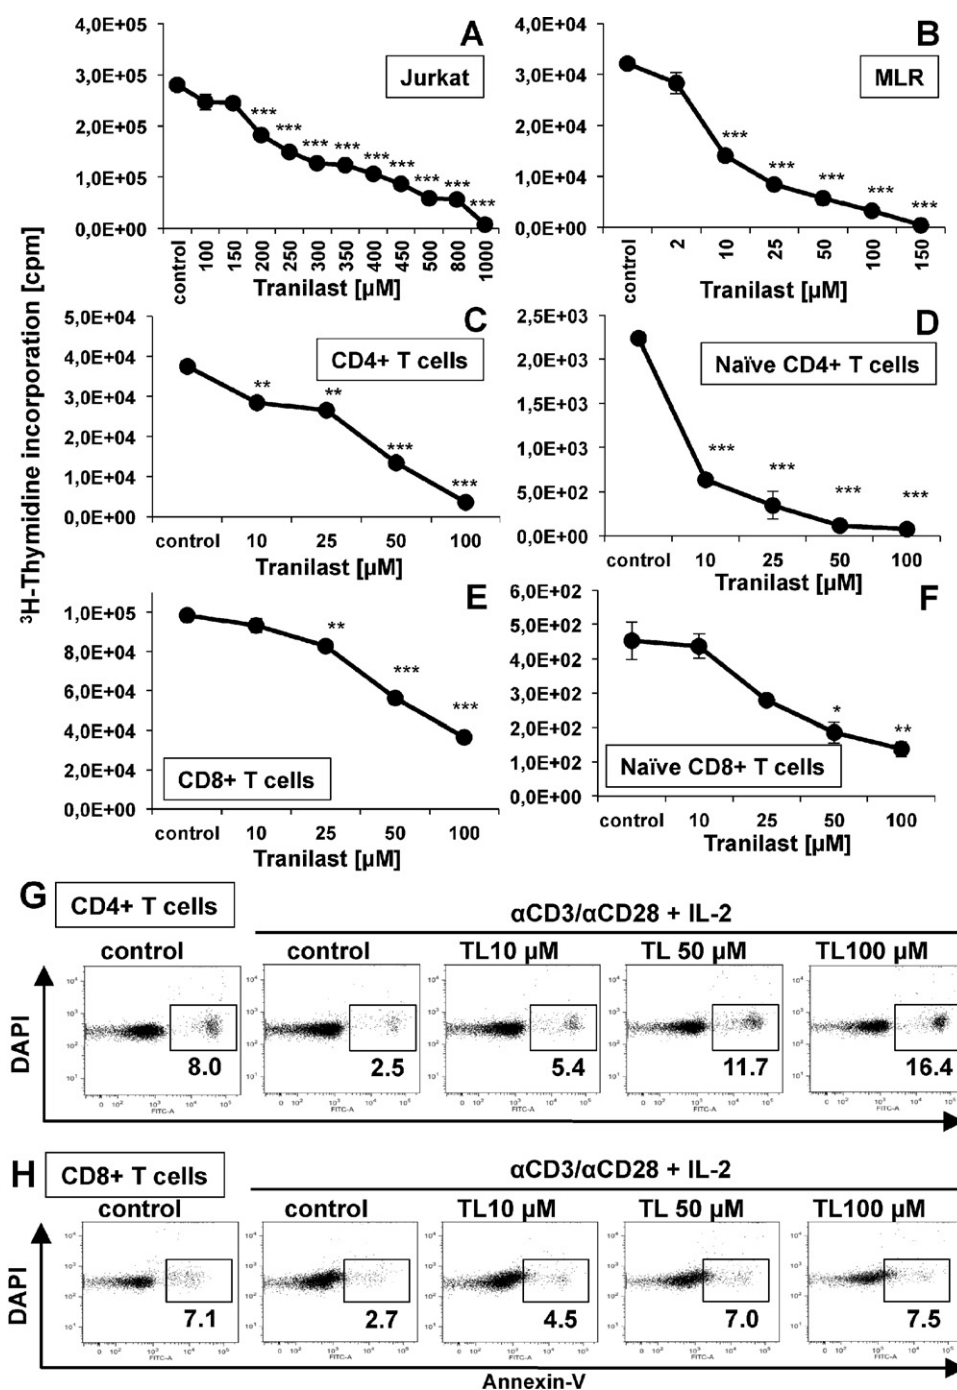 ³H-Thymidine incorporation [cpm]
A
Jurkat
4,0E+05
3,0E+05
2,0E+05
1,0E+05
0,0E+00
*** *** *** *** *** *** *** *** ***
control 100 150 200 250 300 350 400 450 500 800 1000
Tranilast [µM]
B
MLR
4,0E+04
3,0E+04
2,0E+04
1,0E+04
0,0E+00
*** *** *** *** ***
control 2 10 25 50 100 150
Tranilast [µM]
C
CD4+ T cells
5,0E+04
4,0E+04
3,0E+04
2,0E+04
1,0E+04
0,0E+00
** ** *** ***
control 10 25 50 100
Tranilast [µM]
D
Naïve CD4+ T cells
2,5E+03
2,0E+03
1,5E+03
1,0E+03
5,0E+02
0,0E+00
*** *** *** ***
control 10 25 50 100
Tranilast [µM]
E
CD8+ T cells
1,0E+05
8,0E+04
6,0E+04
4,0E+04
2,0E+04
0,0E+00
** *** ***
control 10 25 50 100
Tranilast [µM]
F
Naïve CD8+ T cells
6,0E+02
5,0E+02
4,0E+02
3,0E+02
2,0E+02
1,0E+02
0,0E+00
* **
control 10 25 50 100
Tranilast [µM]
G
CD4+ T cells
αCD3/αCD28 + IL-2
control control TL10 µM TL 50 µM TL100 µM
DAPI
8.0 2.5 5.4 11.7 16.4
FITC-A FITC-A FITC-A FITC-A FITC-A
H
CD8+ T cells
αCD3/αCD28 + IL-2
control control TL10 µM TL 50 µM TL100 µM
DAPI
7.1 2.7 4.5 7.0 7.5
FITC-A FITC-A FITC-A FITC-A FITC-A
Annexin-V